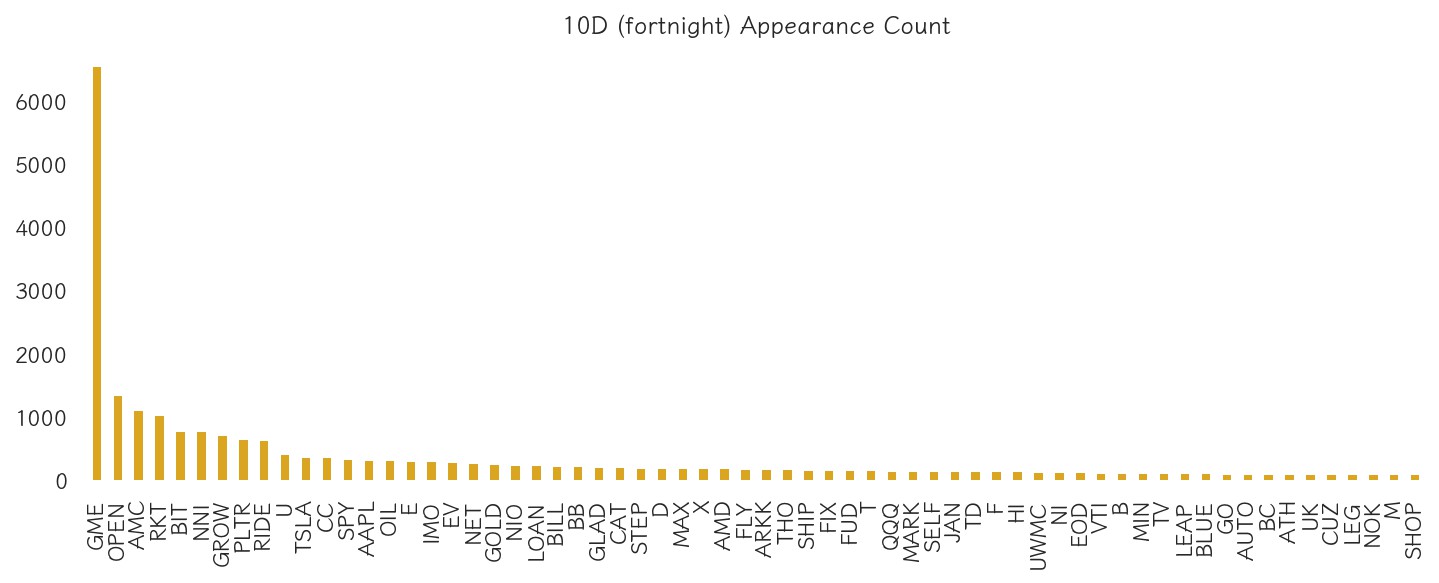 10D (fortnight) Appearance Count
6000
5000
4000
3000
2000
1000
0
GME
OPEN
AMC
RKT
BIT
NNI
GROW
PLTR
RIDE
U
TSLA
CC
SPY
AAPL
OIL
E
IMO
EV
NET
GOLD
NIO
LOAN
BILL
BB
GLAD
CAT
STEP
D
MAX
X
AMD
FLY
ARKK
THO
SHIP
FIX
FUD
T
QQQ
MARK
SELF
JAN
TD
F
HI
UWMC
NI
EOD
VTI
B
MIN
TV
LEAP
BLUE
GO
AUTO
BC
ATH
UK
CUZ
LEG
NOK
M
SHOP